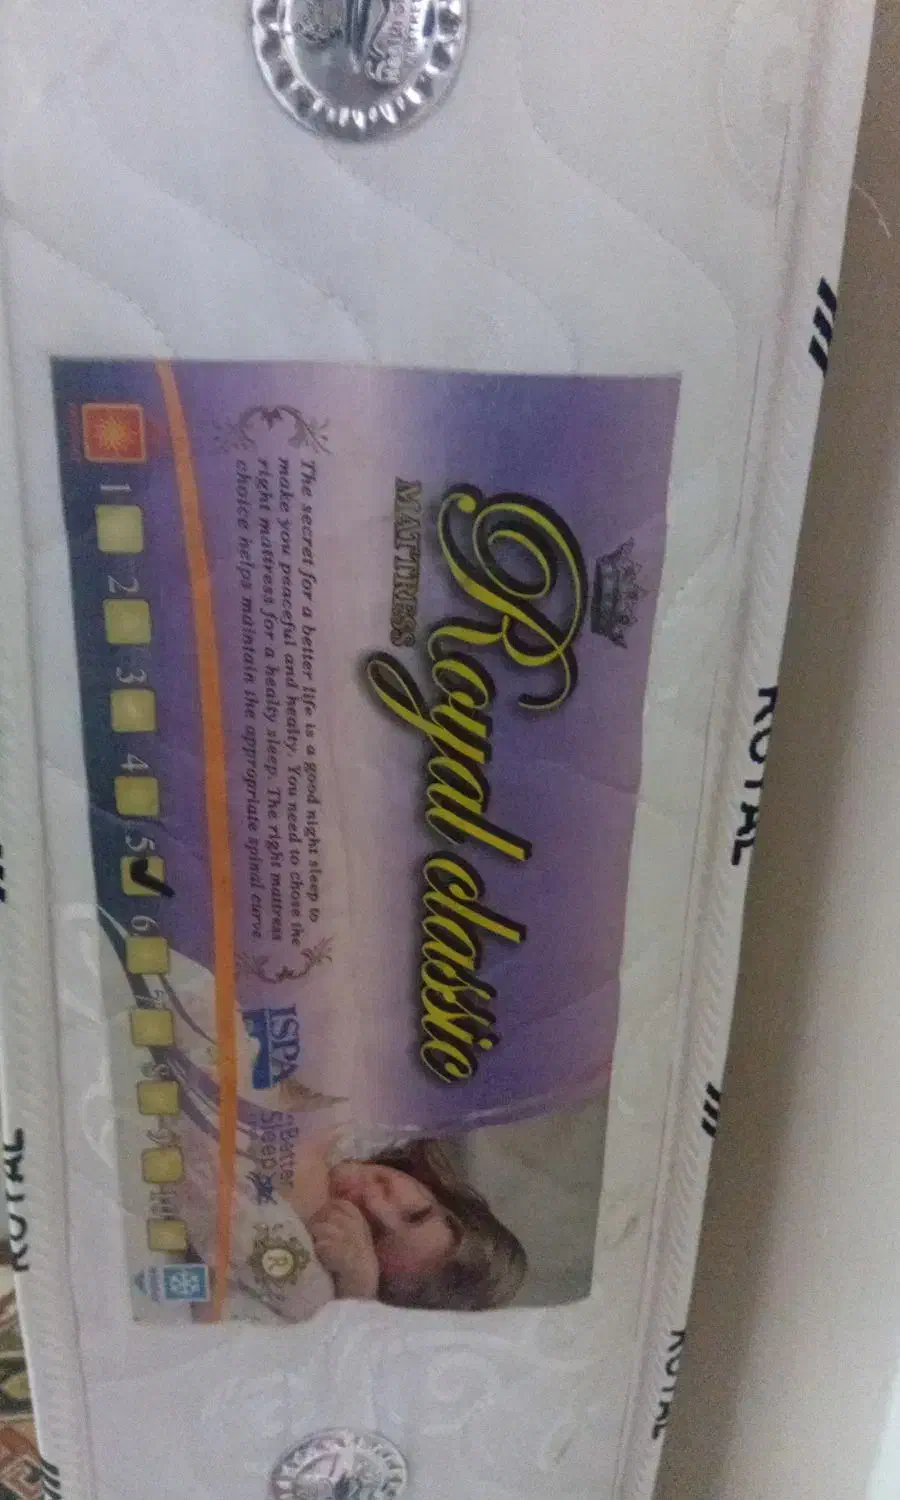 Royal classic
MATTRESS
The secret for a better life is a good night sleep to
make you peaceful and healty. You need to chose the
right mattress for a healty sleep. The right mattress
choice helps maintain the appropriate spinal curve
ISPA
Better
Sleep
R
1 2 3 4 5 6 7 8 9 10
ROYAL
ROYAL
ROYAL